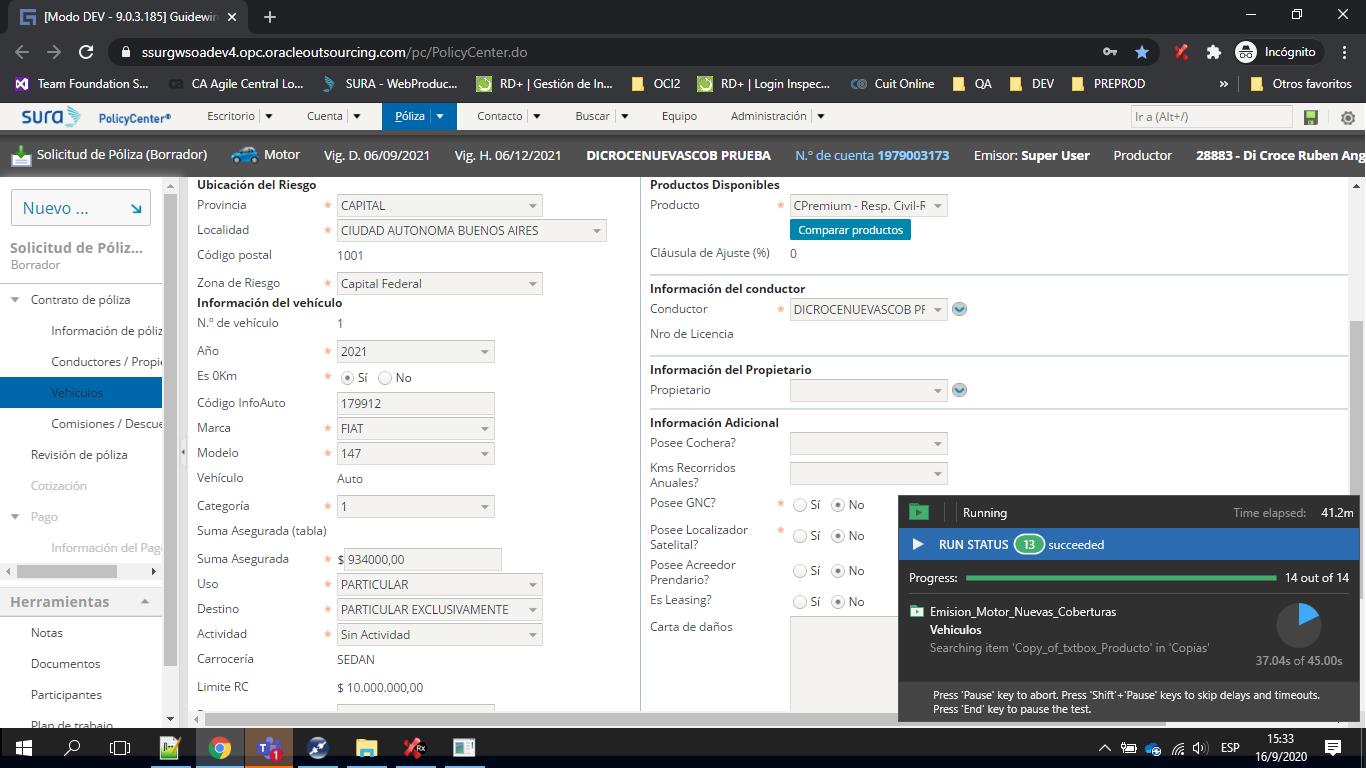 [Modo DEV - 9.0.3.185] Guidewir
ssurgwsoadev4.opc.oracleoutsourcing.com/pc/PolicyCenter.do
Incógnito
Team Foundation S...
CA Agile Central Lo...
SURA - WebProduc...
RD+ | Gestión de In...
OCI2
RD+ | Login Inspec...
Cuit Online
QA
DEV
PREPROD
»
Otros favoritos
sura PolicyCenter®
Escritorio
Cuenta
Póliza
Contacto
Buscar
Equipo
Administración
Ir a (Alt+/)
Solicitud de Póliza (Borrador)
Motor
Vig. D. 06/09/2021
Vig. H. 06/12/2021
DICROCENUEVASCOB PRUEBA
N.º de cuenta 1979003173
Emisor: Super User
Productor
28883 - Di Croce Ruben Ang
Nuevo ...
Solicitud de Póliz...
Borrador
Contrato de póliza
Información de póliz
Conductores / Propie
Vehículos
Comisiones / Descue
Revisión de póliza
Cotización
Pago
Información del Pago
Herramientas
Notas
Documentos
Participantes
Plan de trabajo
Ubicación del Riesgo
Provincia * CAPITAL
Localidad * CIUDAD AUTONOMA BUENOS AIRES
Código postal 1001
Zona de Riesgo * Capital Federal
Información del vehículo
N.º de vehículo 1
Año * 2021
Es 0Km * Sí No
Código InfoAuto 179912
Marca * FIAT
Modelo * 147
Vehículo Auto
Categoría * 1
Suma Asegurada (tabla)
Suma Asegurada * $ 934000,00
Uso * PARTICULAR
Destino * PARTICULAR EXCLUSIVAMENTE
Actividad * Sin Actividad
Carrocería SEDAN
Limite RC $ 10.000.000,00
Productos Disponibles
Producto * CPremium - Resp. Civil-R
Comparar productos
Cláusula de Ajuste (%) 0
Información del conductor
Conductor * DICROCENUEVASCOB PF
Nro de Licencia
Información del Propietario
Propietario *
Información Adicional
Posee Cochera?
Kms Recorridos
Anuales?
Posee GNC? * Sí No
Posee Localizador * Sí No
Satelital?
Posee Acreedor Sí No
Prendario?
Es Leasing? * Sí No
Carta de daños
Running
Time elapsed: 41.2m
RUN STATUS 13 succeeded
Progress: 14 out of 14
Emision_Motor_Nuevas_Coberturas
Vehiculos
Searching item 'Copy_of_txtbox_Producto' in 'Copias'
37.04s of 45.00s
Press 'Pause' key to abort. Press 'Shift'+'Pause' keys to skip delays and timeouts.
Press 'End' key to pause the test.
1
Rx
ESP
15:33
16/9/2020